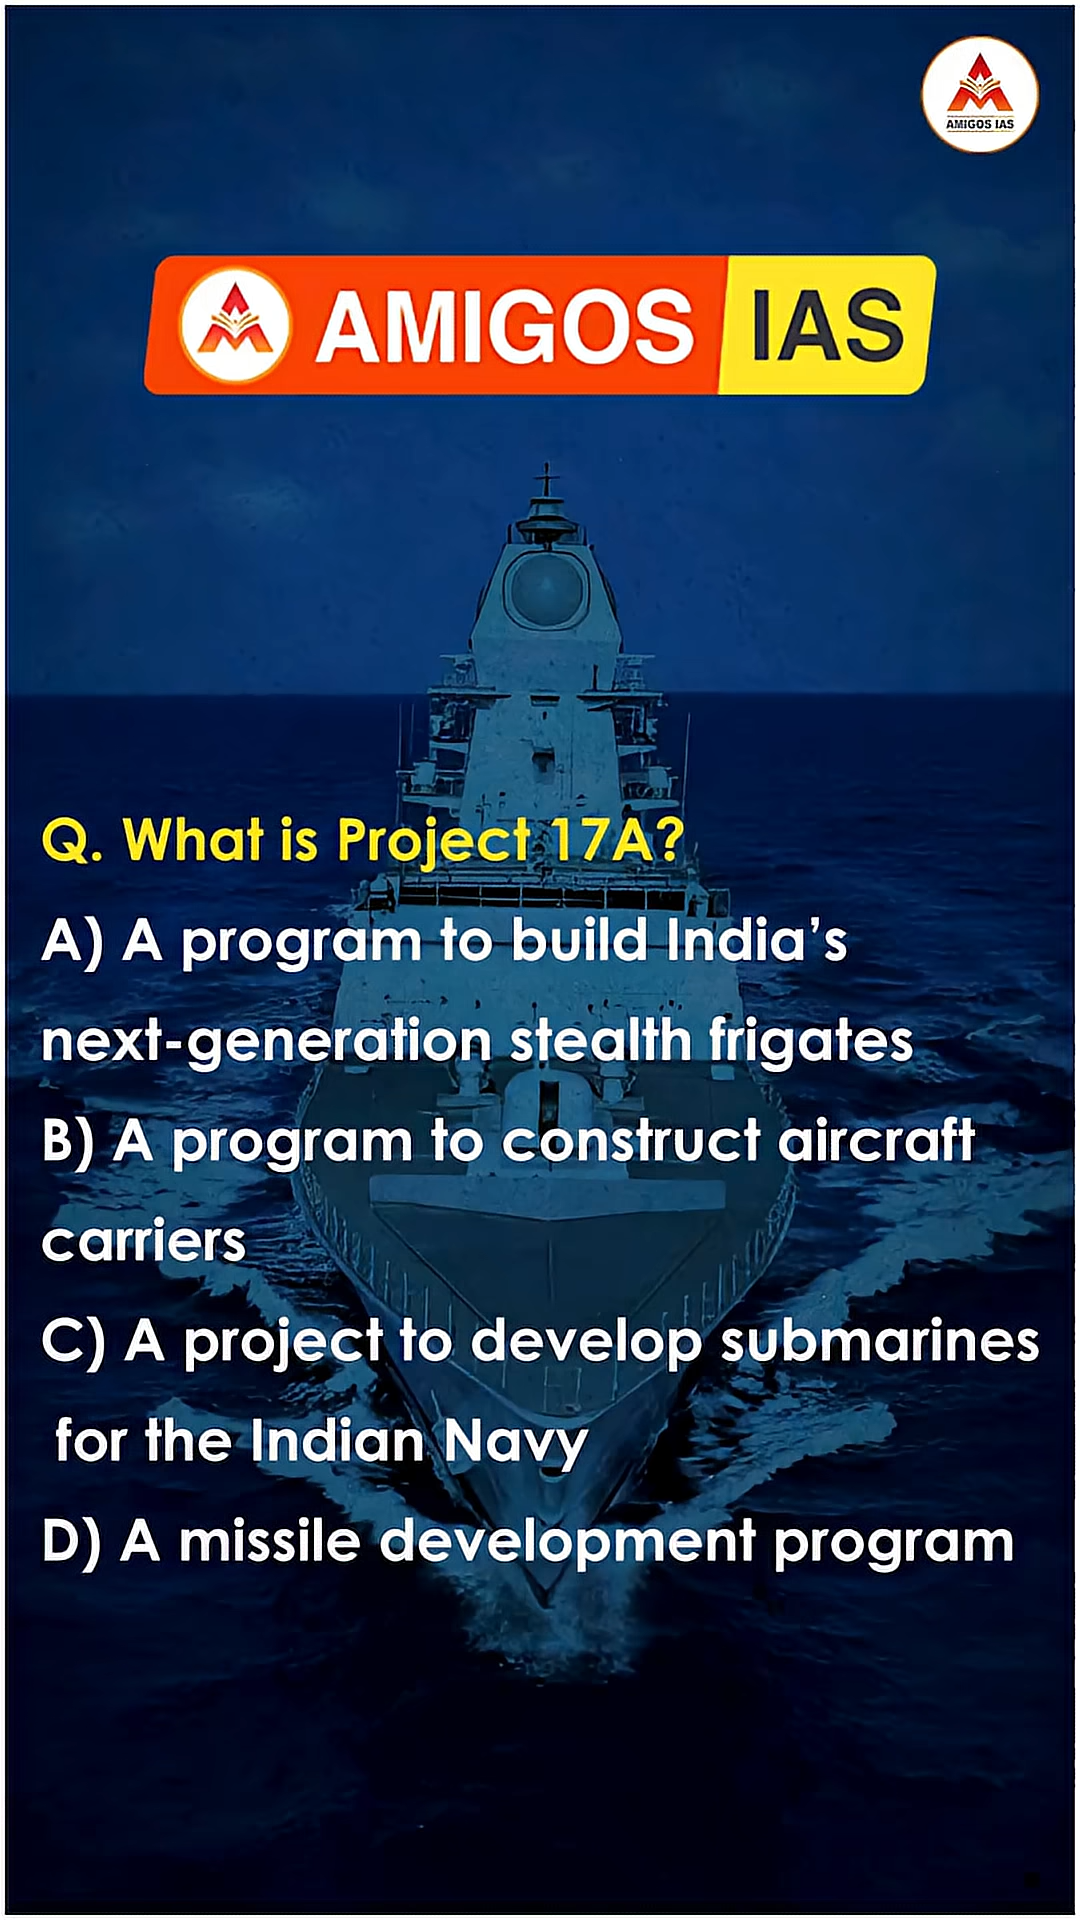 AMIGOS IAS
AMIGOS IAS
Q. What is Project 17A?
A) A program to build India’s
next-generation stealth frigates
B) A program to construct aircraft
carriers
C) A project to develop submarines
for the Indian Navy
D) A missile development program